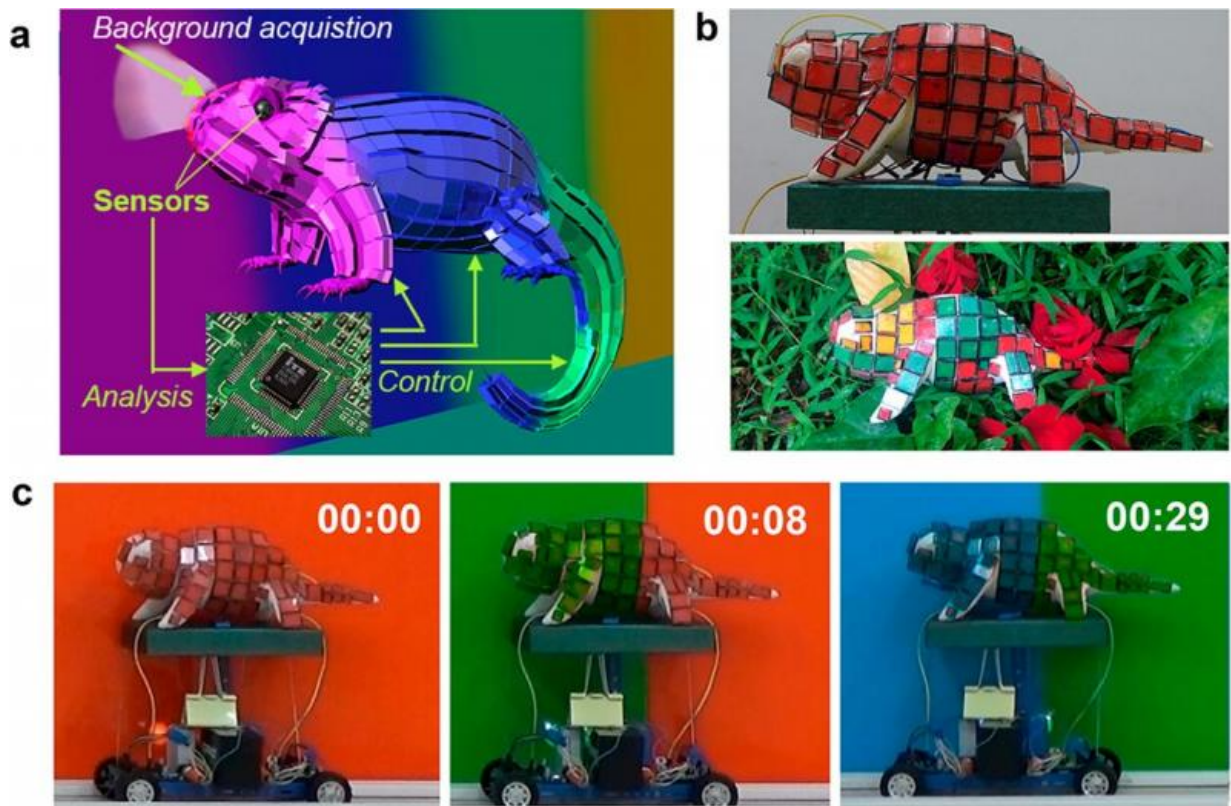 a
Background acquistion
Sensors
Analysis
Control
b
c
00:00
00:08
00:29